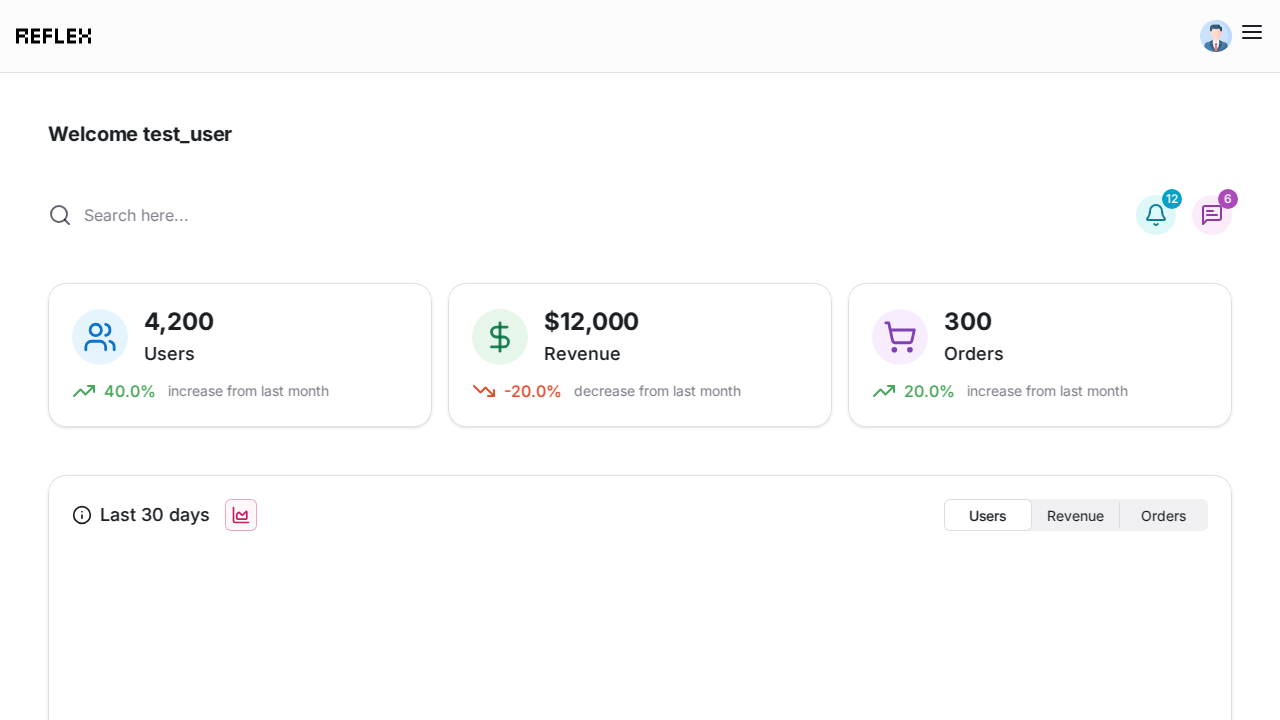 REFLEX
Welcome test_user
Search here...
12
6
4,200
Users
40.0% increase from last month
$12,000
Revenue
-20.0% decrease from last month
300
Orders
20.0% increase from last month
Last 30 days
Users Revenue Orders